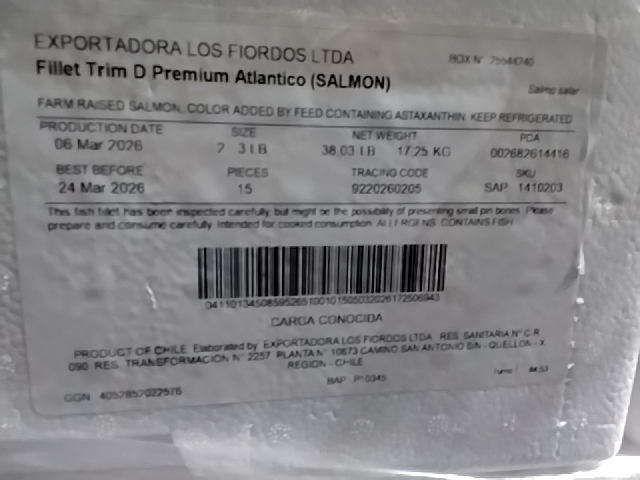 EXPORTADORA LOS FIORDOS LTDA
BOX N° 75544740
Fillet Trim D Premium Atlantico (SALMON)
Salmo salar
FARM RAISED SALMON, COLOR ADDED BY FEED CONTAINING ASTAXANTHIN. KEEP REFRIGERATED
PRODUCTION DATE SIZE NET WEIGHT PCA
06 Mar 2026 2 3 LB 38.03 LB 17.25 KG 002682614416
BEST BEFORE PIECES TRACING CODE SKU
24 Mar 2026 15 9220260205 SAP 1410203
This fish fillet has been inspected carefully but might be the possibility of presenting small pin bones. Please
prepare and consume carefully. Intended for cooked consumption. ALLERGENS: CONTAINS FISH
CARGA CONOCIDA
PRODUCT OF CHILE Elaborated by EXPORTADORA LOS FIORDOS LTDA RES. SANITARIA N° C-R
090 RES. TRANSFORMACION N° 2257 PLANTA N° 10673 CAMINO SAN ANTONIO S/N - QUELLON - X
REGION - CHILE
BAP P10345
GGN 4052852022576